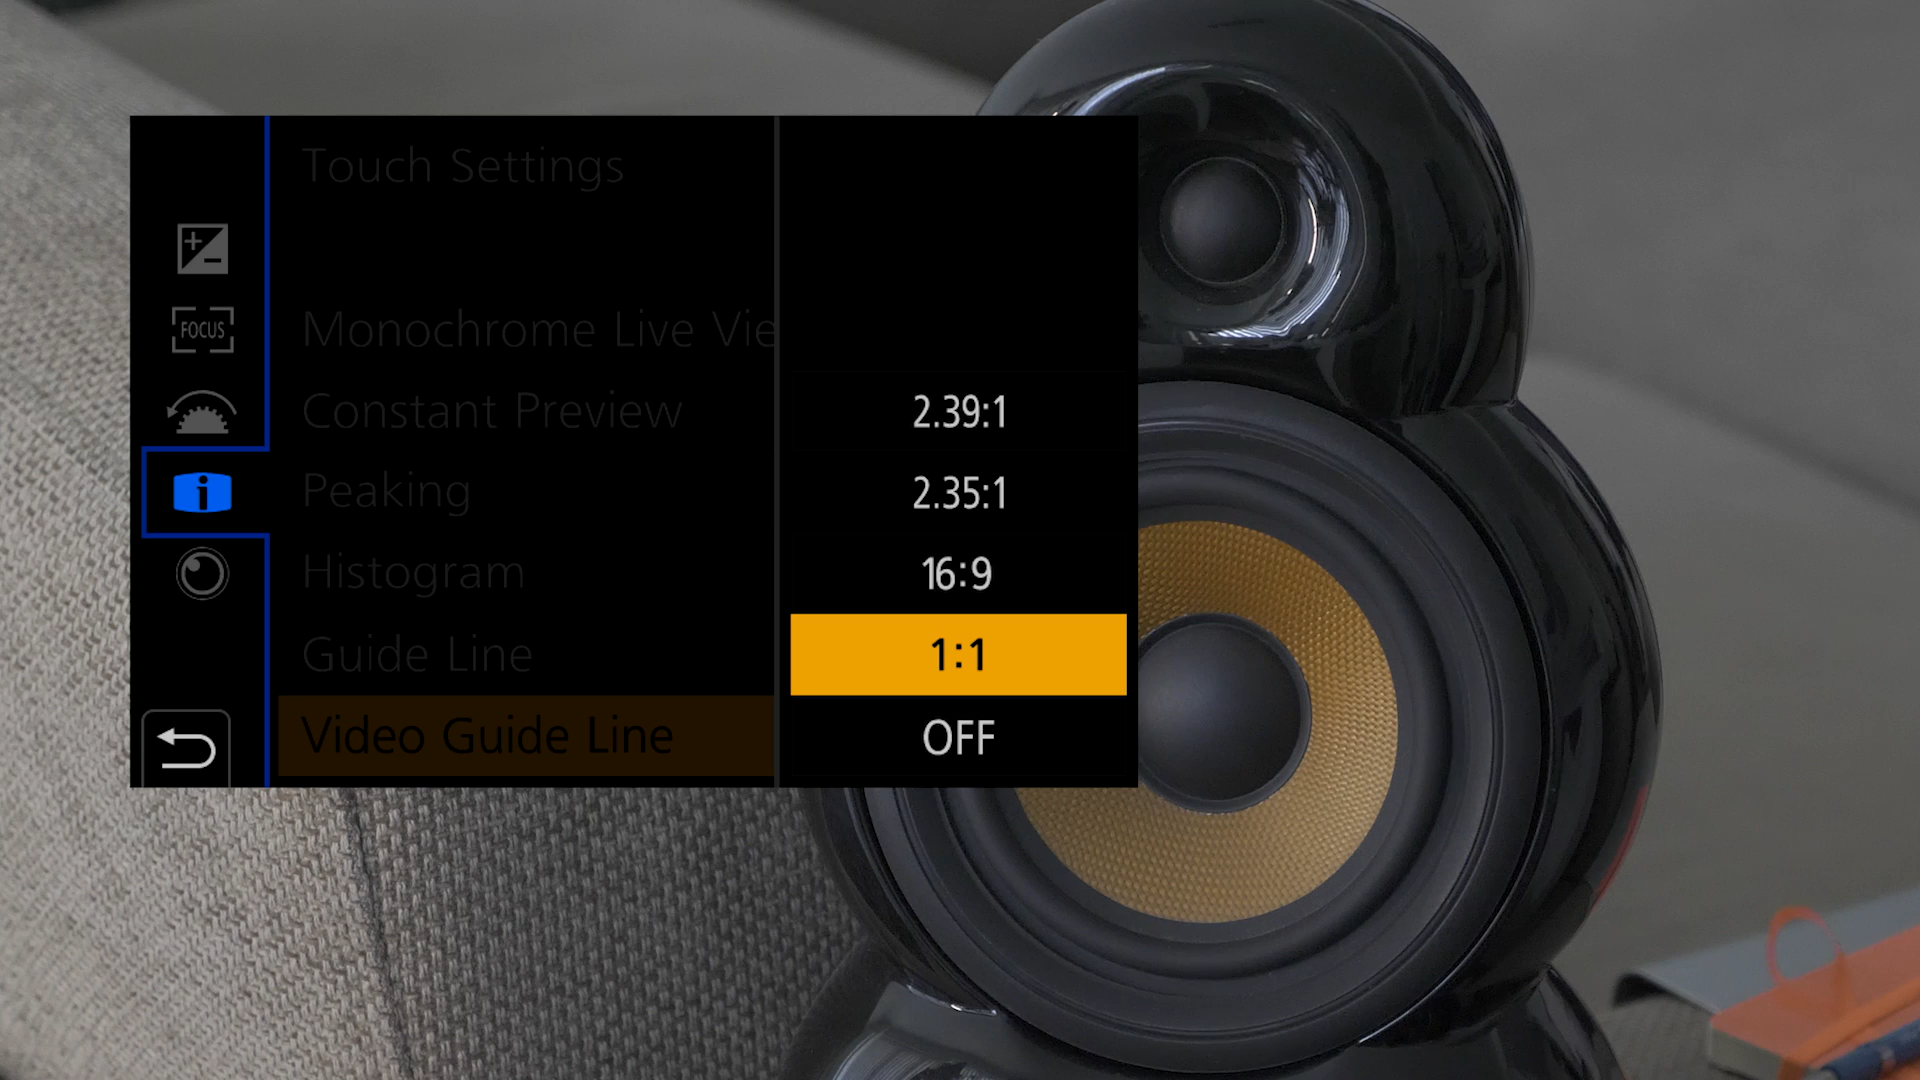 Touch Settings
Monochrome Live Vie
Constant Preview
Peaking
Histogram
Guide Line
Video Guide Line
FOCUS
2.39:1
2.35:1
16:9
1:1
OFF